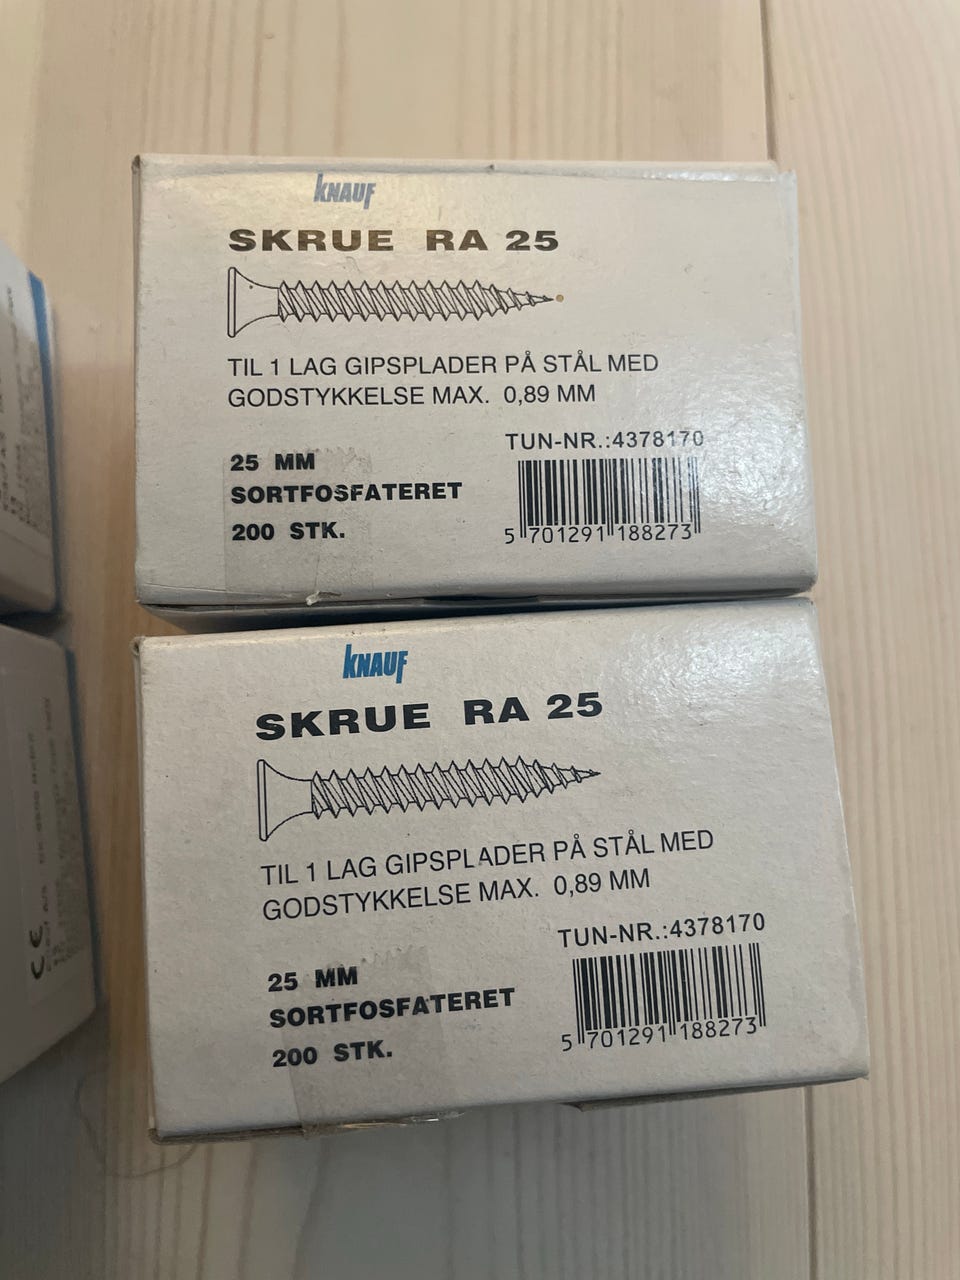 KNAUF
SKRUE RA 25
TIL 1 LAG GIPSPLADER PÅ STÅL MED
GODSTYKKELSE MAX. 0,89 MM
TUN-NR.:4378170
25 MM
SORTFOSFATERET
200 STK.
5 701291 188273
KNAUF
SKRUE RA 25
TIL 1 LAG GIPSPLADER PÅ STÅL MED
GODSTYKKELSE MAX. 0,89 MM
TUN-NR.:4378170
25 MM
SORTFOSFATERET
200 STK.
5 701291 188273
CE